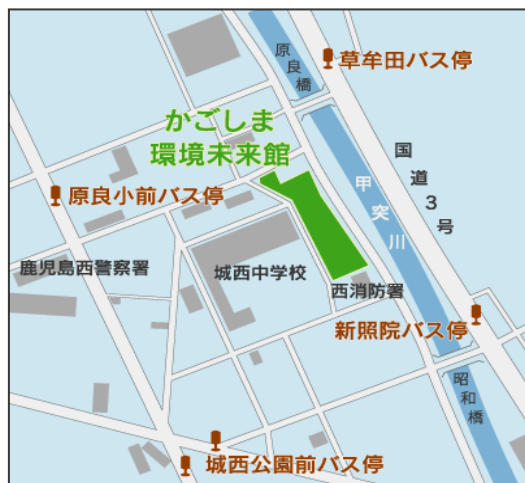 原良橋
草牟田バス停
かごしま
環境未来館
国道3号
甲突川
原良小前バス停
鹿児島西警察署
城西中学校
西消防署
新照院バス停
昭和橋
城西公園前バス停